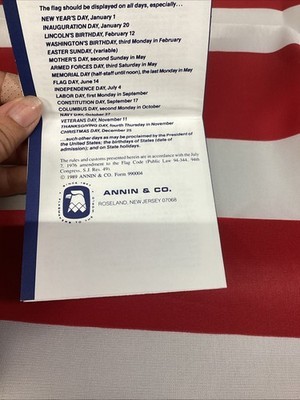 The flag should be displayed on all days, especially...
NEW YEAR'S DAY, January 1
INAUGURATION DAY, January 20
LINCOLN'S BIRTHDAY, February 12
WASHINGTON'S BIRTHDAY, third Monday in February
EASTER SUNDAY, (variable)
MOTHER'S DAY, second Sunday in May
ARMED FORCES DAY, third Saturday in May
MEMORIAL DAY (half-staff until noon), the last Monday in May
FLAG DAY, June 14
INDEPENDENCE DAY, July 4
LABOR DAY, first Monday in September
CONSTITUTION DAY, September 17
COLUMBUS DAY, second Monday in October
NAVY DAY, October 27
VETERANS DAY, November 11
THANKSGIVING DAY, fourth Thursday in November
CHRISTMAS DAY, December 25
...such other days as may be proclaimed by the President of
the United States; the birthdays of States (date of
admission); and on State holidays.
The rules and customs presented herein are in accordance with the July
7, 1976 amendment to the Flag Code (Public Law 94-344, 94th
Congress, S.J. Res. 49).
© 1989 ANNIN & CO. Form 990004
ANNIN & CO.
ROSELAND, NEW JERSEY 07068